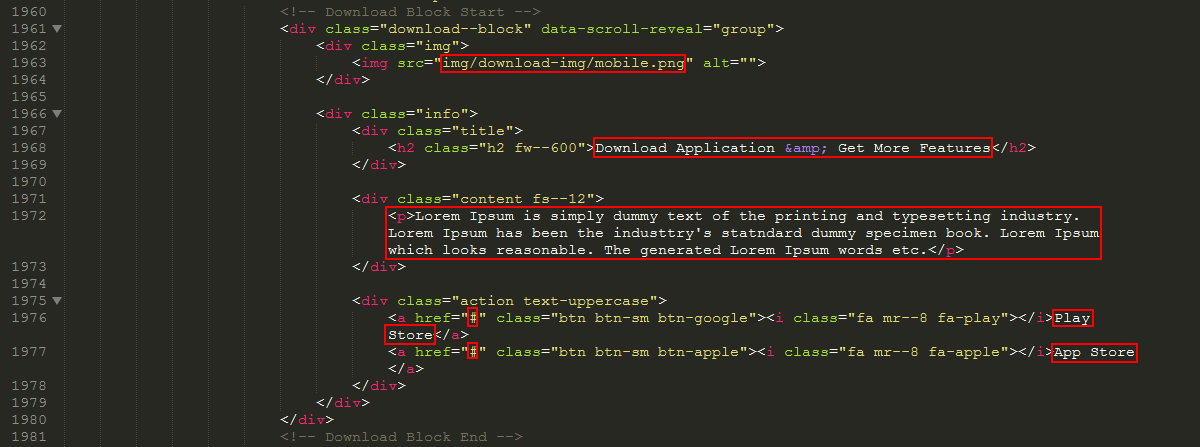 1960 <!-- Download Block Start -->
1961 <div class="download--block" data-scroll-reveal="group">
1962 <div class="img">
1963 <img src="img/download-img/mobile.png" alt="">
1964 </div>
1965
1966 <div class="info">
1967 <div class="title">
1968 <h2 class="h2 fw--600">Download Application &amp; Get More Features</h2>
1969 </div>
1970
1971 <div class="content fs--12">
1972 <p>Lorem Ipsum is simply dummy text of the printing and typesetting industry.
Lorem Ipsum has been the industtry's statndard dummy specimen book. Lorem Ipsum
which looks reasonable. The generated Lorem Ipsum words etc.</p>
1973 </div>
1974
1975 <div class="action text-uppercase">
1976 <a href="#" class="btn btn-sm btn-google"><i class="fa mr--8 fa-play"></i>Play
Store</a>
1977 <a href="#" class="btn btn-sm btn-apple"><i class="fa mr--8 fa-apple"></i>App Store
</a>
1978 </div>
1979 </div>
1980 </div>
1981 <!-- Download Block End -->